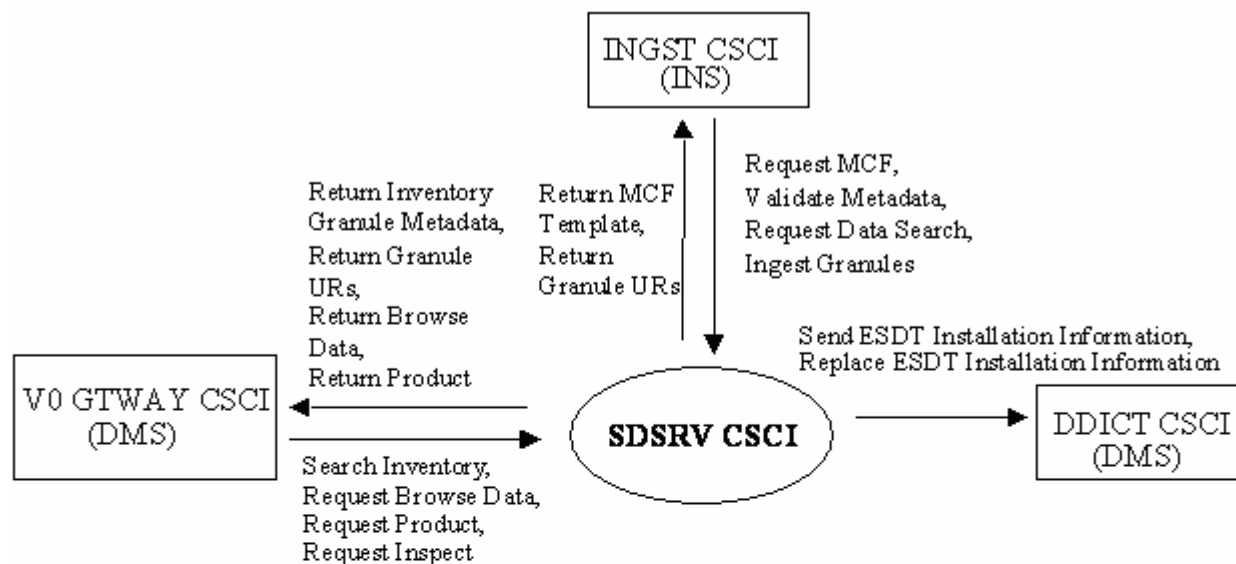 INGST CSCI
(INS)
Return Inventory
Granule Metadata,
Return Granule
URs,
Return Browse
Data,
Return Product
Return MCF
Template,
Return
Granule URs
Request MCF,
Validate Metadata,
Request Data Search,
Ingest Granules
Send ESDT Installation Information,
Replace ESDT Installation Information
V0 GTWAY CSCI
(DMS)
SDSRV CSCI
DDICT CSCI
(DMS)
Search Inventory,
Request Browse Data,
Request Product,
Request Inspect